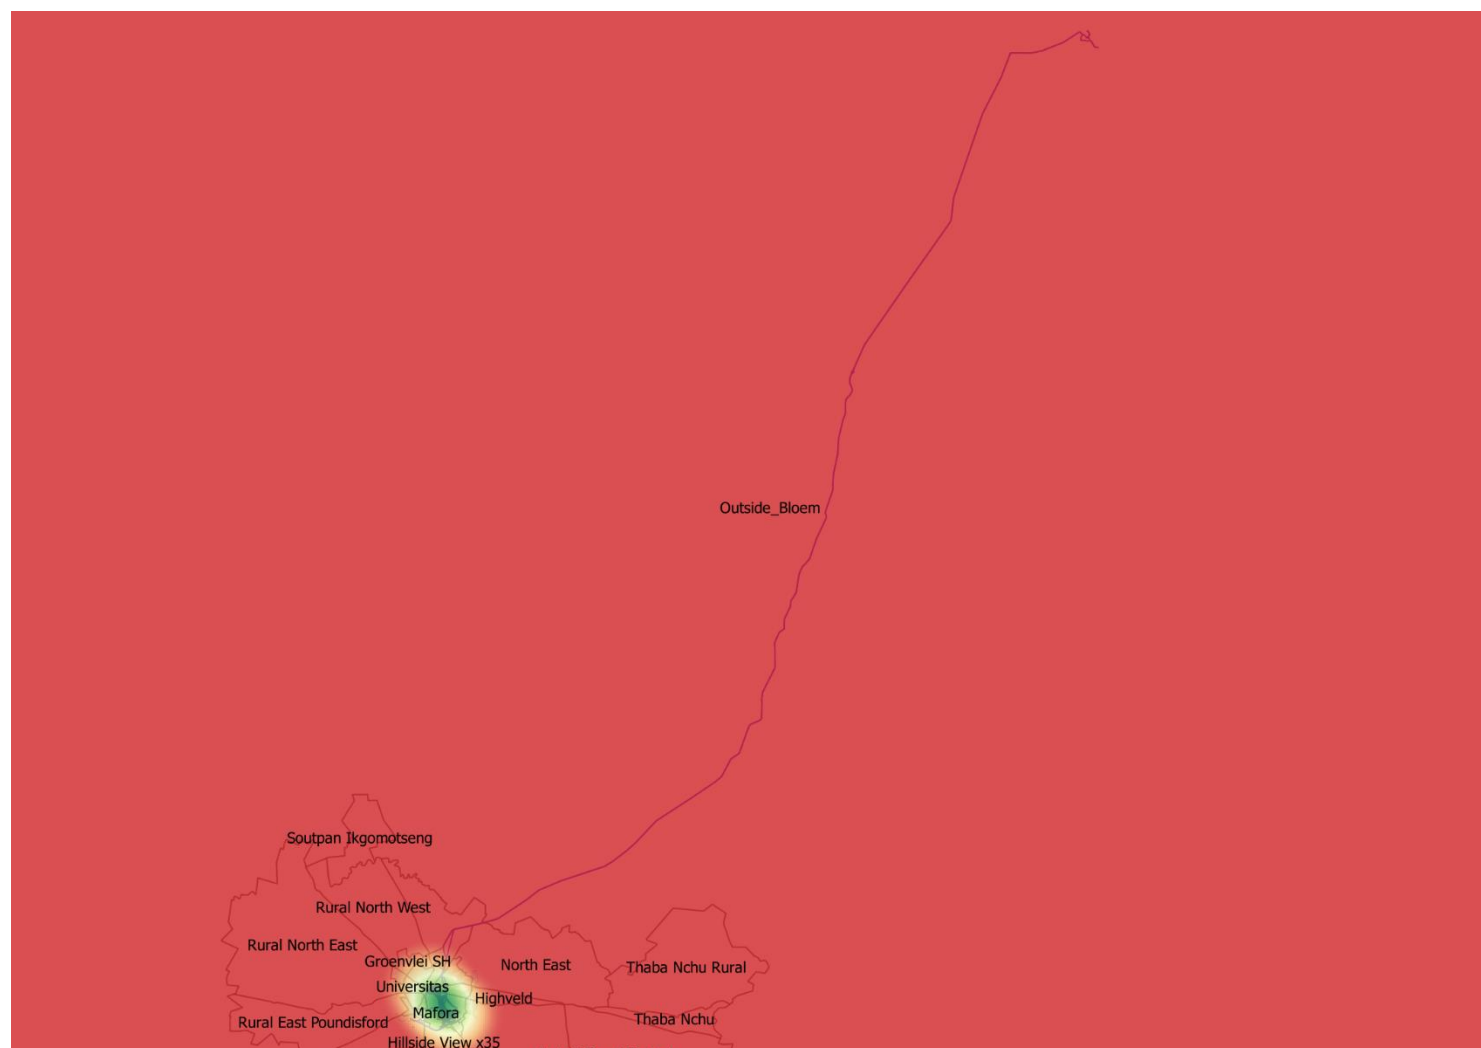 Outside_Bloem
Soutpan Ikgomotseng
Rural North West
Rural North East
Groenvlei SH
North East
Thaba Nchu Rural
Universitas
Highveld
Mafora
Thaba Nchu
Rural East Poundisford
Hillside View x35